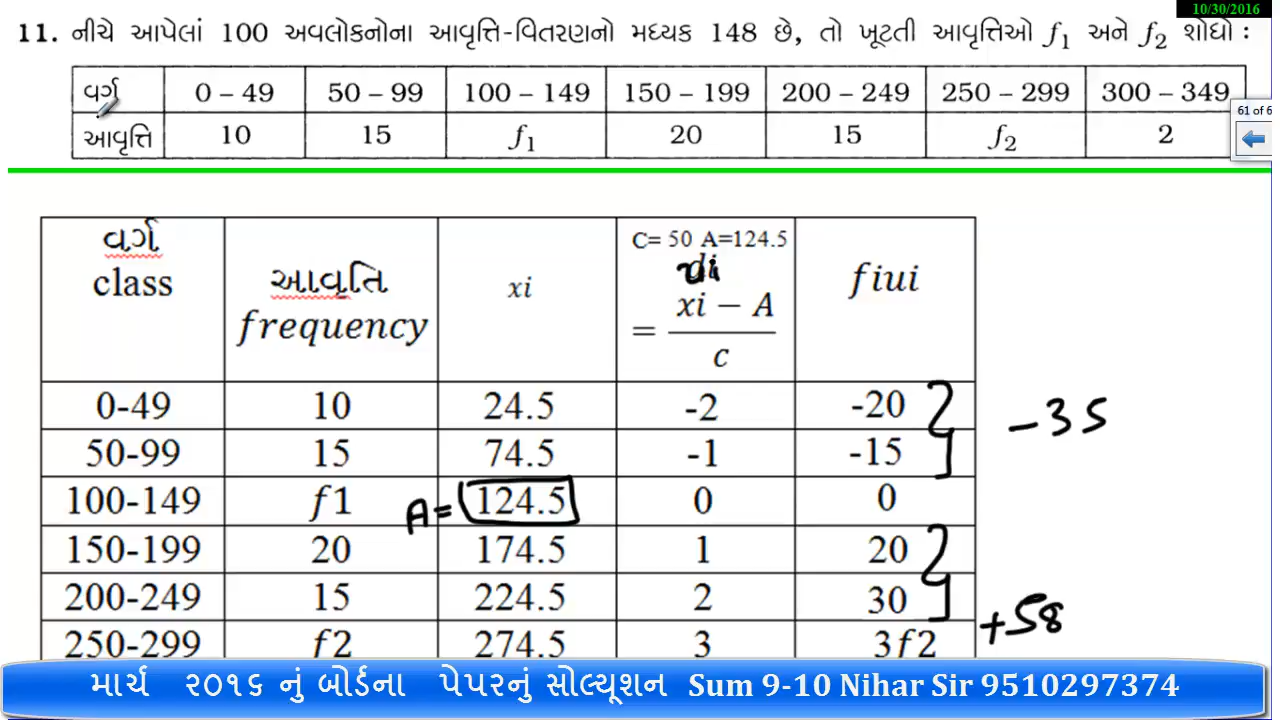 10/30/2016
11. નીચે આપેલાં 100 અવલોકનોના આવૃત્તિ-વિતરણનો મધ્યક 148 છે, તો ખૂટતી આવૃત્તિઓ f₁ અને f₂ શોધો :
વર્ગ 0 – 49 50 – 99 100 – 149 150 – 199 200 – 249 250 – 299 300 – 349
આવૃત્તિ 10 15 f₁ 20 15 f₂ 2
61 of 6
વર્ગ class આવૃતિ frequency xi C= 50 A=124.5 ui = xi − A / c fiui
0-49 10 24.5 -2 -20
50-99 15 74.5 -1 -15
-35
100-149 f1 A= 124.5 0 0
150-199 20 174.5 1 20
200-249 15 224.5 2 30
+58
250-299 f2 274.5 3 3f2
માર્ચ ૨૦૧૬ નું બોર્ડના પેપરનું સોલ્યૂશન Sum 9-10 Nihar Sir 9510297374